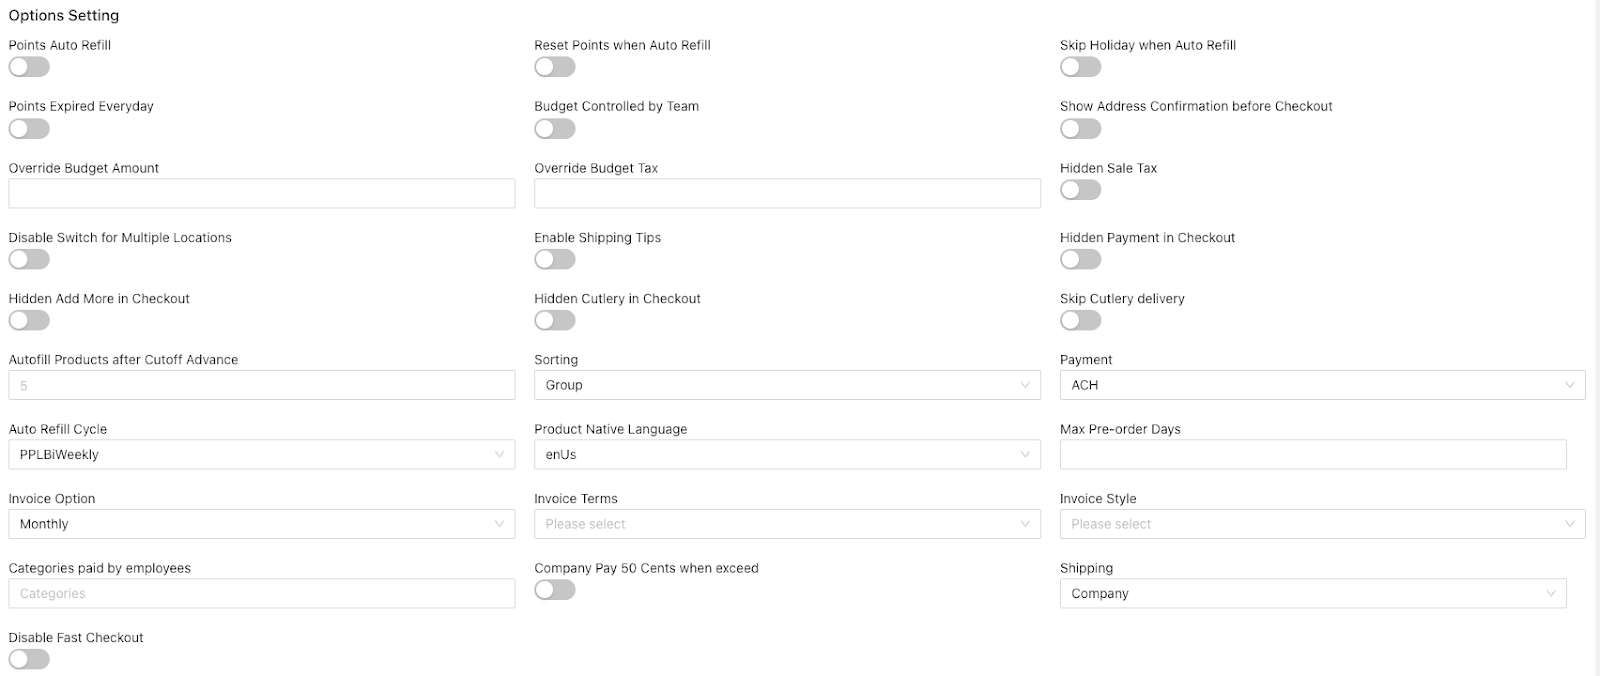 Options Setting
Points Auto Refill
Reset Points when Auto Refill
Skip Holiday when Auto Refill
Points Expired Everyday
Budget Controlled by Team
Show Address Confirmation before Checkout
Override Budget Amount
Override Budget Tax
Hidden Sale Tax
Disable Switch for Multiple Locations
Enable Shipping Tips
Hidden Payment in Checkout
Hidden Add More in Checkout
Hidden Cutlery in Checkout
Skip Cutlery delivery
Autofill Products after Cutoff Advance
5
Sorting
Group
Payment
ACH
Auto Refill Cycle
PPLBiWeekly
Product Native Language
enUs
Max Pre-order Days
Invoice Option
Monthly
Invoice Terms
Please select
Invoice Style
Please select
Categories paid by employees
Categories
Company Pay 50 Cents when exceed
Shipping
Company
Disable Fast Checkout